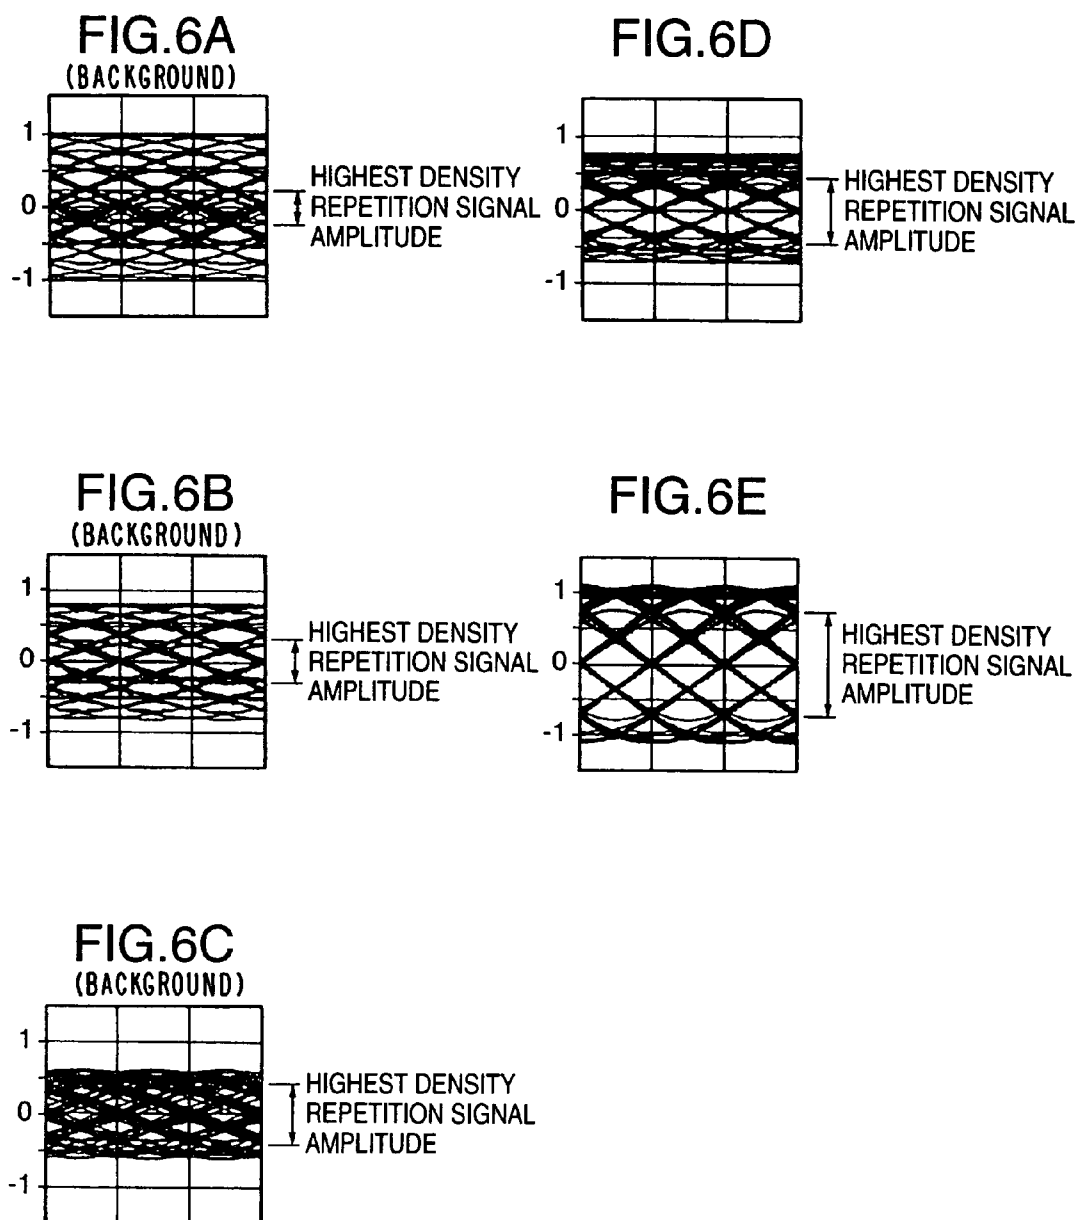 FIG.6A
(BACKGROUND)
1
0
-1
HIGHEST DENSITY
REPETITION SIGNAL
AMPLITUDE
FIG.6D
1
0
-1
HIGHEST DENSITY
REPETITION SIGNAL
AMPLITUDE
FIG.6B
(BACKGROUND)
1
0
-1
HIGHEST DENSITY
REPETITION SIGNAL
AMPLITUDE
FIG.6E
1
0
-1
HIGHEST DENSITY
REPETITION SIGNAL
AMPLITUDE
FIG.6C
(BACKGROUND)
1
0
-1
HIGHEST DENSITY
REPETITION SIGNAL
AMPLITUDE